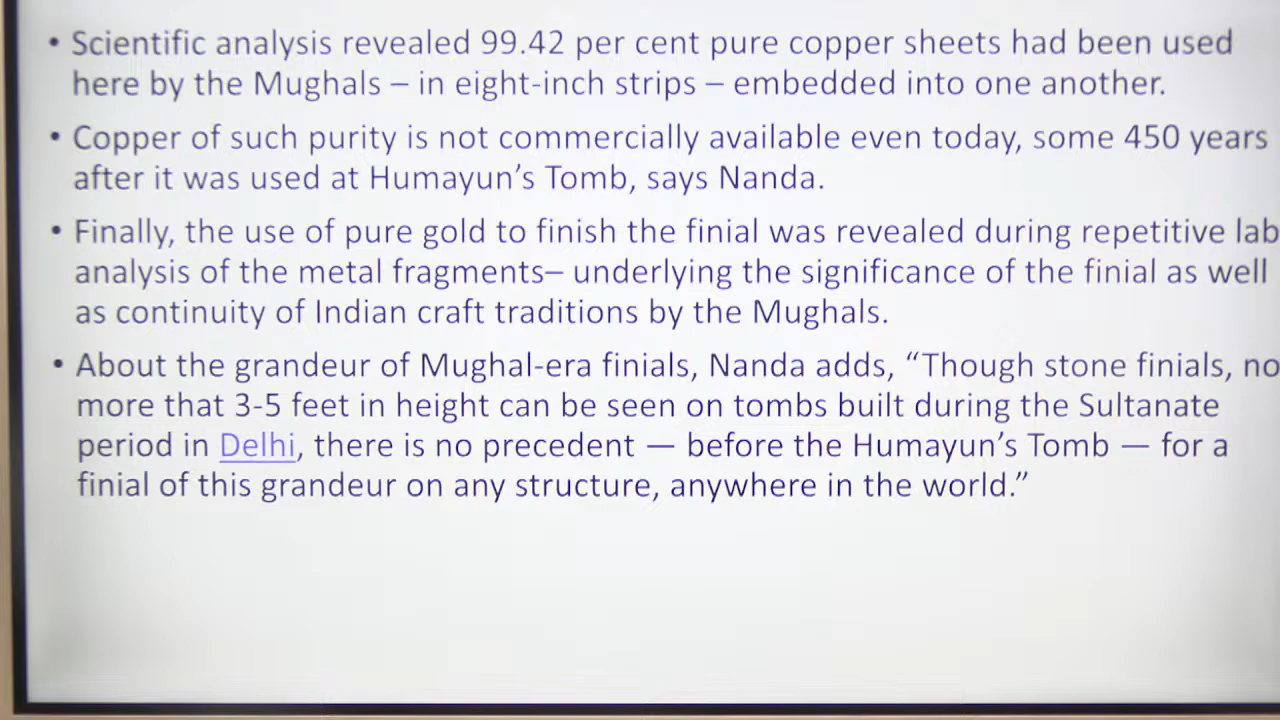 • Scientific analysis revealed 99.42 per cent pure copper sheets had been used
here by the Mughals – in eight-inch strips – embedded into one another.
• Copper of such purity is not commercially available even today, some 450 years
after it was used at Humayun’s Tomb, says Nanda.
• Finally, the use of pure gold to finish the finial was revealed during repetitive lab
analysis of the metal fragments– underlying the significance of the finial as well
as continuity of Indian craft traditions by the Mughals.
• About the grandeur of Mughal-era finials, Nanda adds, “Though stone finials, no
more that 3-5 feet in height can be seen on tombs built during the Sultanate
period in Delhi, there is no precedent — before the Humayun’s Tomb — for a
finial of this grandeur on any structure, anywhere in the world.”